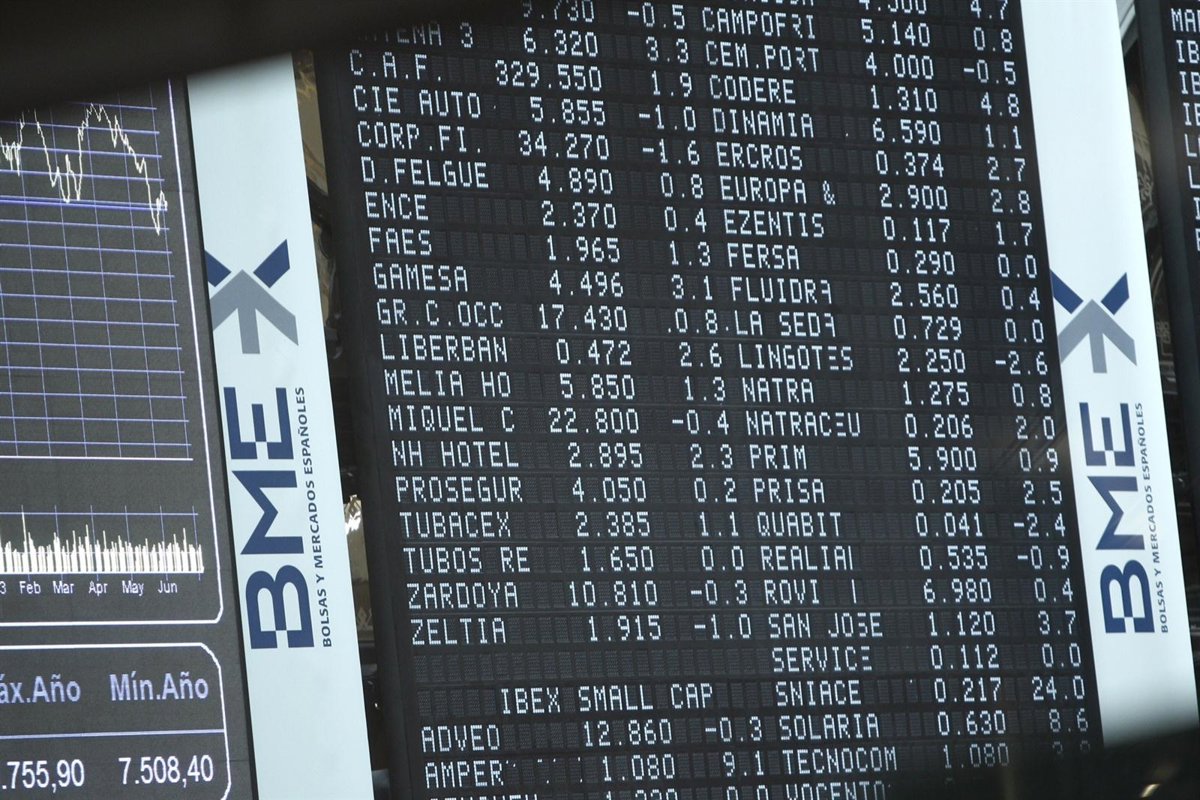 3 Feb Mar Apr May Jun
áx.Año Mín.Año
.755,90 7.508,40
BME
BOLSAS Y MERCADOS ESPAÑOLES
9.730 -0.5
3 6.320 3.3
C.A.F. 329.550 1.9
CIE AUTO 5.855 -1.0
CORP.FI. 34.270 -1.6
D.FELGUE 4.890 0.8
ENCE 2.370 0.4
FAES 1.965 1.3
GAMESA 4.496 3.1
GR.C.OCC 17.430 .0.8.
LIBERBAN 0.472 2.6
MELIA HO 5.850 1.3
MIQUEL C 22.800 -0.4
NH HOTEL 2.895 2.3
PROSEGUR 4.050 0.2
TUBACEX 2.385 1.1
TUBOS RE 1.650 0.0
ZARDOYA 10.810 -0.3
ZELTIA 1.915 -1.0
IBEX SMALL CAP
ADVEO 12.860 -0.3
AMPER 1.080 9.1
CAMPOFRI 5.140 0.8
CEM.PORT 4.000 -0.5
CODERE 1.310 4.8
DINAMIA 6.590 1.1
ERCROS 0.374 2.7
EUROPA & 2.900 2.8
EZENTIS 0.117 1.7
FERSA 0.290 0.0
FLUIDRA 2.560 0.4
LA SEDA 0.729 0.0
LINGOTES 2.250 -2.6
NATRA 1.275 0.8
NATRACEU 0.206 2.0
PRIM 5.900 0.9
PRISA 0.205 2.5
QUABIT 0.041 -2.4
REALIA 0.535 -0.9
ROVI 6.980 0.4
SAN JOSE 1.120 3.7
SERVICE 0.112 0.0
SNIACE 0.217 24.0
SOLARIA 0.630 8.6
TECNOCOM 1.080
VOCENTO
BME
BOLSAS Y MERCADOS ESPAÑOLES